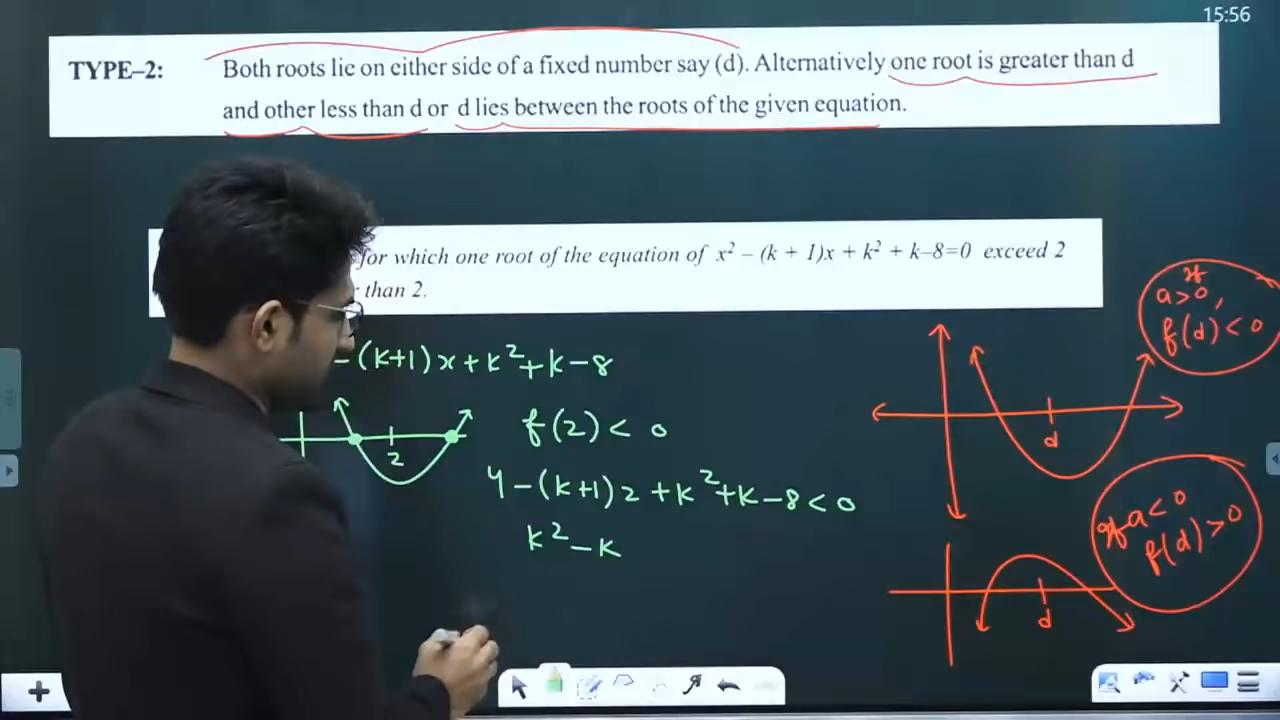 15:56
TYPE–2: Both roots lie on either side of a fixed number say (d). Alternatively one root is greater than d
and other less than d or d lies between the roots of the given equation.
for which one root of the equation of x² – (k + 1)x + k² + k–8=0 exceed 2
than 2.
–(k+1)x+k²+k–8
f(2)<0
2
4–(k+1)2+k²+k–8<0
k²–k
if
a>0,
f(d)<0
d
if a<0
f(d)>0
d